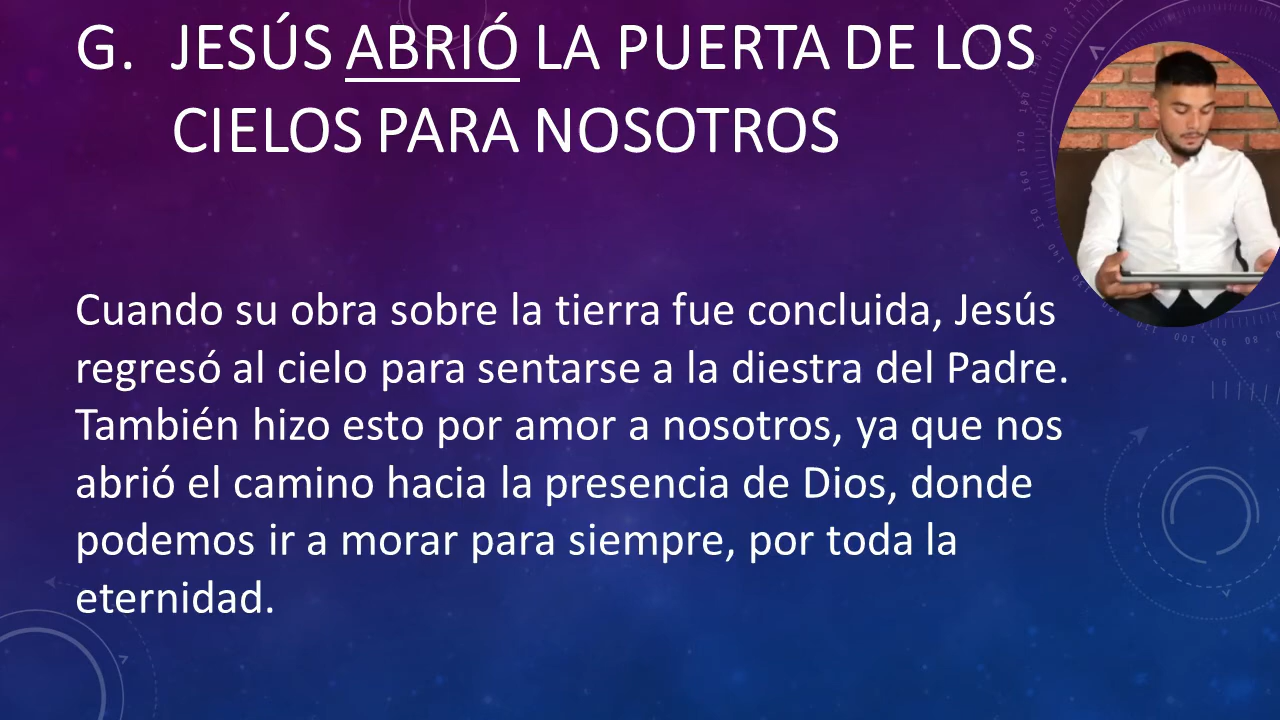 G. JESÚS ABRIÓ LA PUERTA DE LOS
CIELOS PARA NOSOTROS
Cuando su obra sobre la tierra fue concluida, Jesús
regresó al cielo para sentarse a la diestra del Padre.
También hizo esto por amor a nosotros, ya que nos
abrió el camino hacia la presencia de Dios, donde
podemos ir a morar para siempre, por toda la
eternidad.